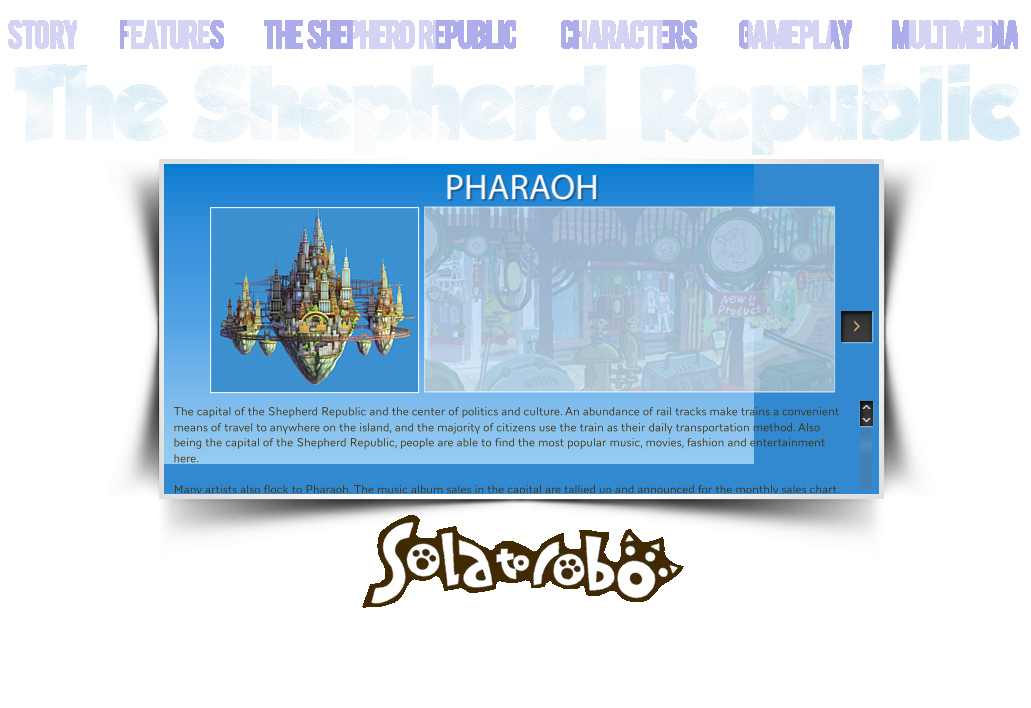 STORY FEATURES THE SHEPHERD REPUBLIC CHARACTERS GAMEPLAY MULTIMEDIA
The Shepherd Republic
PHARAOH
NEW!!
Product
The capital of the Shepherd Republic and the center of politics and culture. An abundance of rail tracks make trains a convenient
means of travel to anywhere on the island, and the majority of citizens use the train as their daily transportation method. Also
being the capital of the Shepherd Republic, people are able to find the most popular music, movies, fashion and entertainment
here.
Many artists also flock to Pharaoh. The music album sales in the capital are tallied up and announced for the monthly sales chart.
Solatorobo